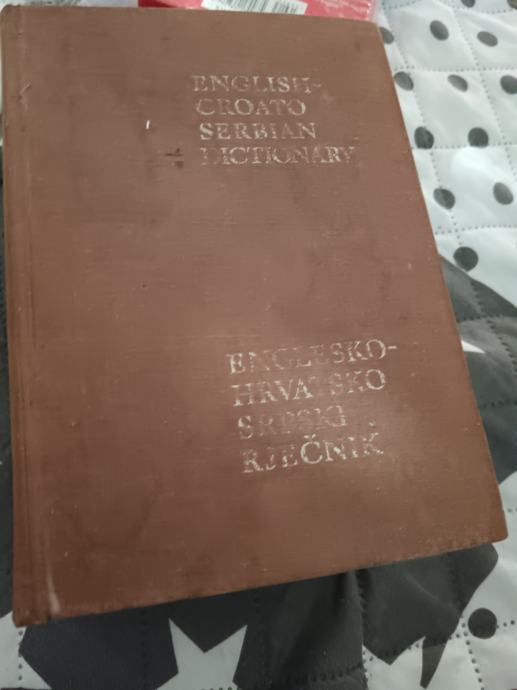 ENGLISH-
CROATO
SERBIAN
DICTIONARY
ENGLESKO-
HRVATSKO
SRPSKI
RJEČNIK